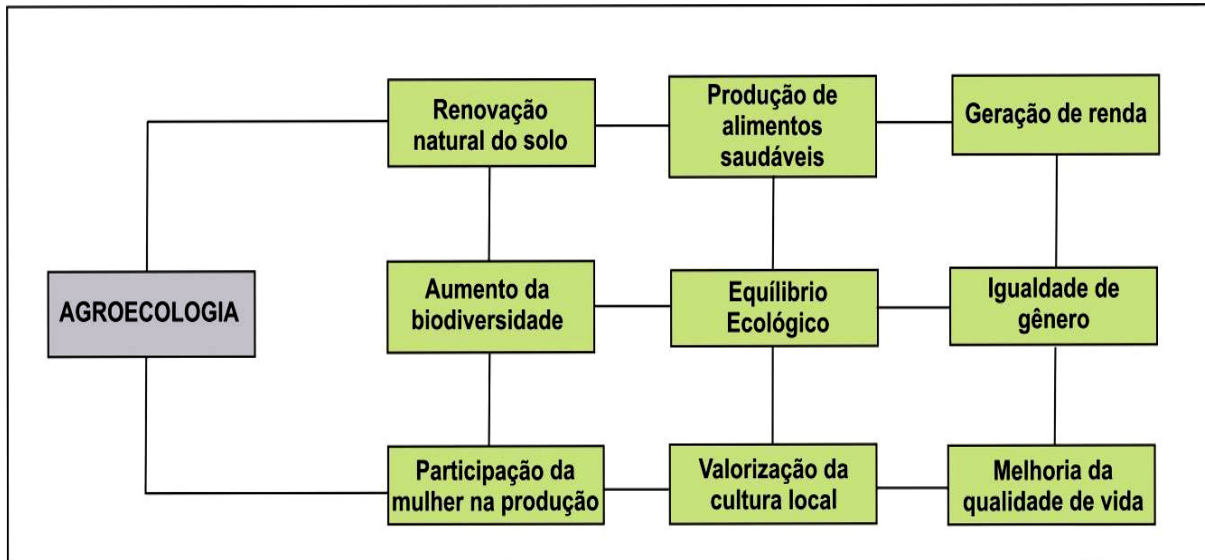 Renovação
natural do solo
Produção de
alimentos
saudáveis
Geração de renda
AGROECOLOGIA
Aumento da
biodiversidade
Equílibrio
Ecológico
Igualdade de
gênero
Participação da
mulher na produção
Valorização da
cultura local
Melhoria da
qualidade de vida